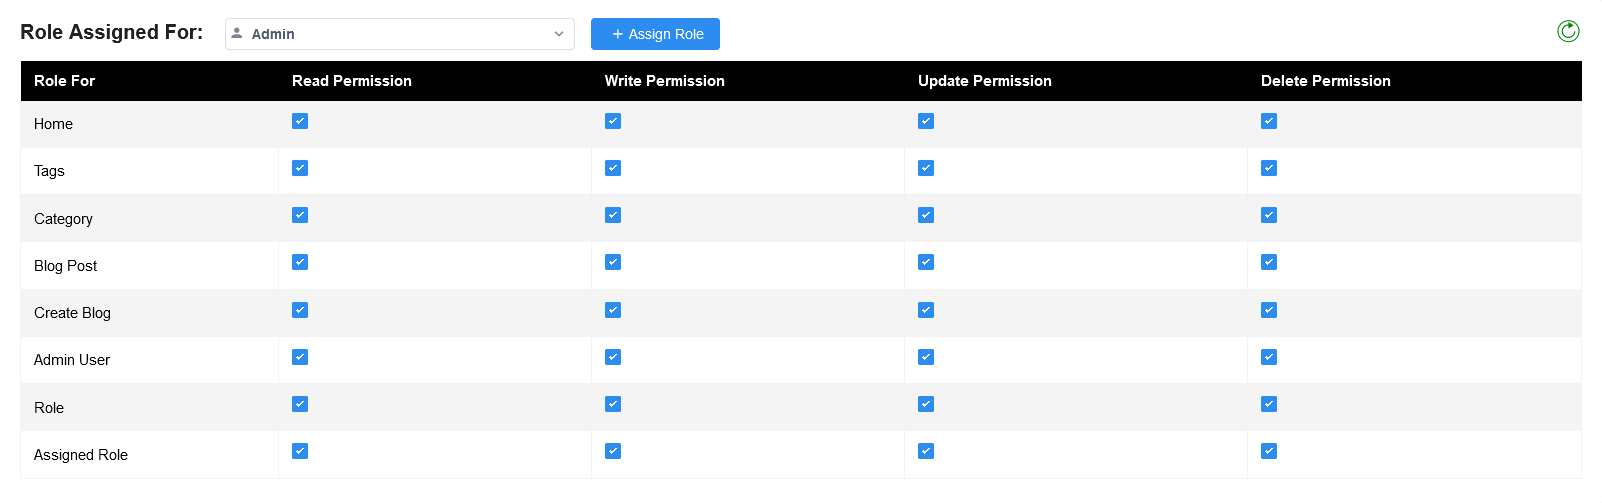 Role Assigned For: Admin + Assign Role
Role For Read Permission Write Permission Update Permission Delete Permission
Home
Tags
Category
Blog Post
Create Blog
Admin User
Role
Assigned Role